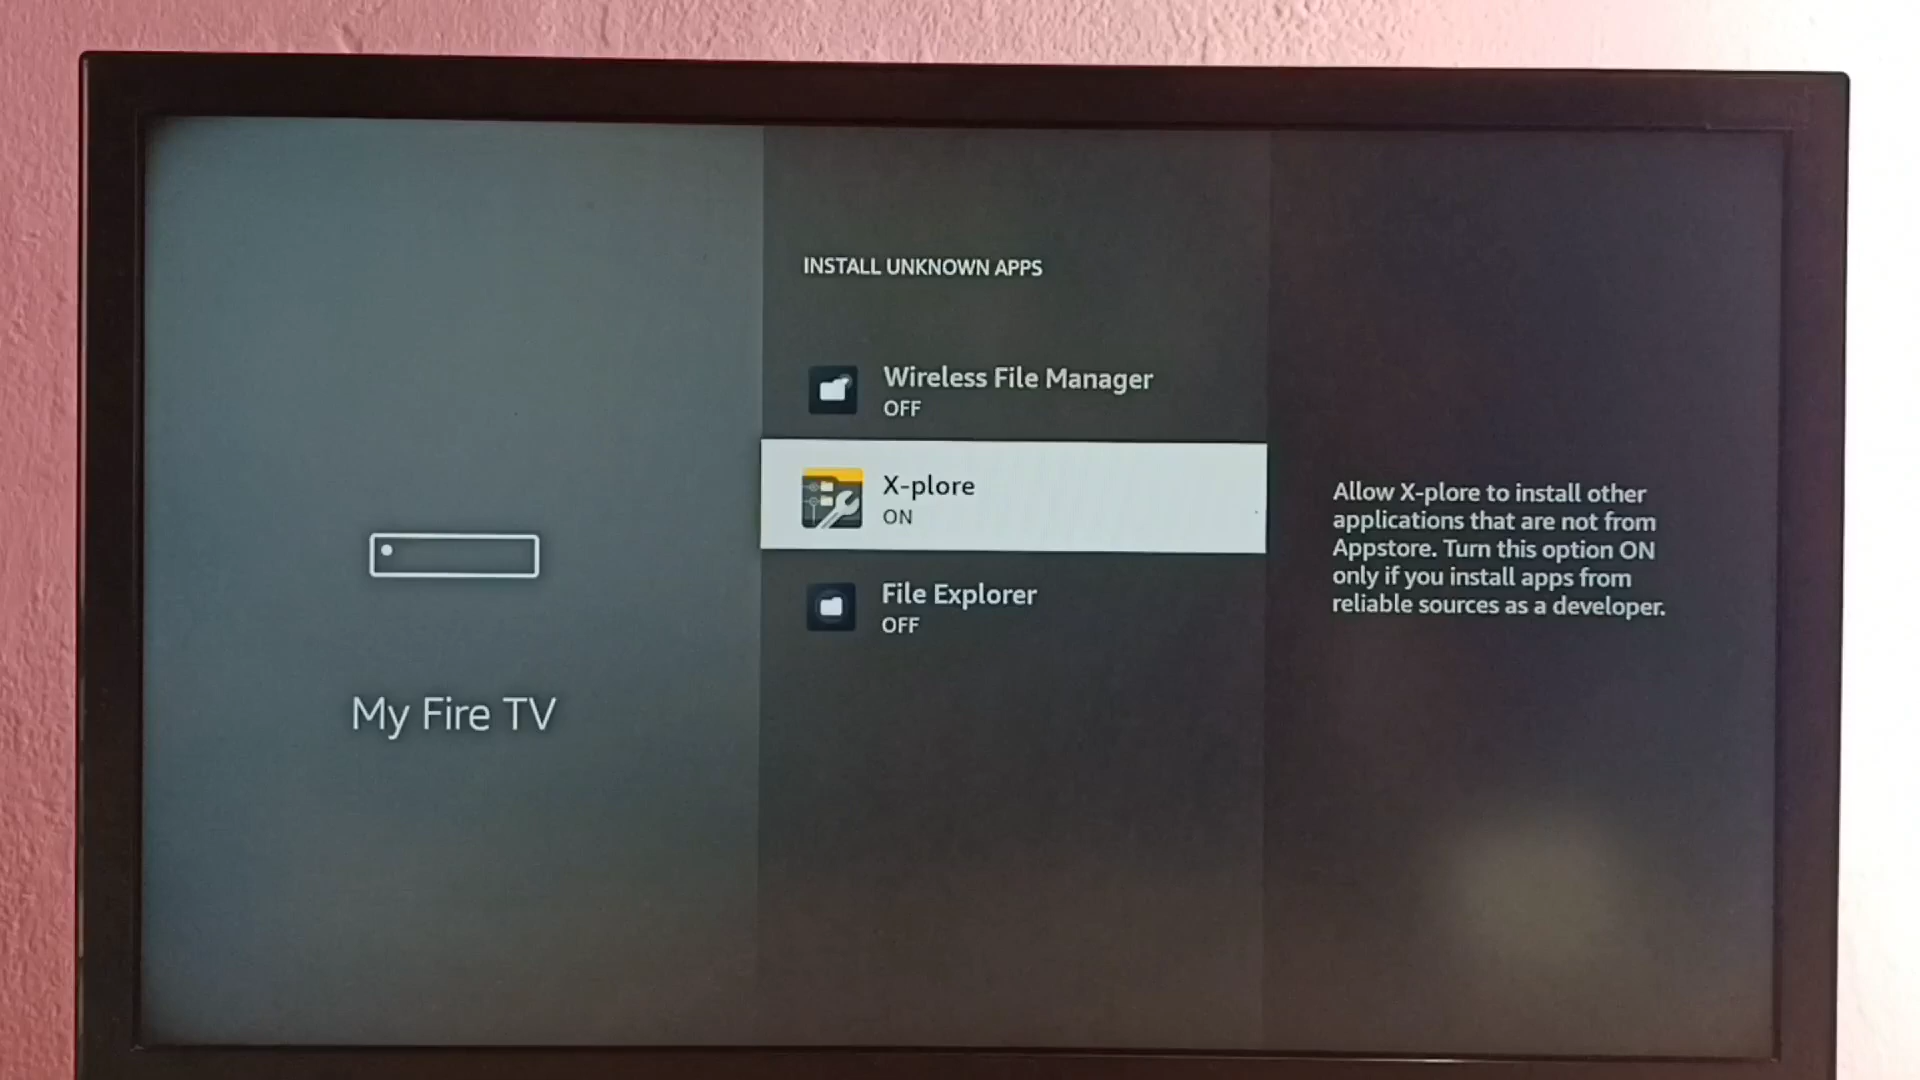 INSTALL UNKNOWN APPS
Wireless File Manager
OFF
X-plore
ON
File Explorer
OFF
My Fire TV
Allow X-plore to install other
applications that are not from
Appstore. Turn this option ON
only if you install apps from
reliable sources as a developer.